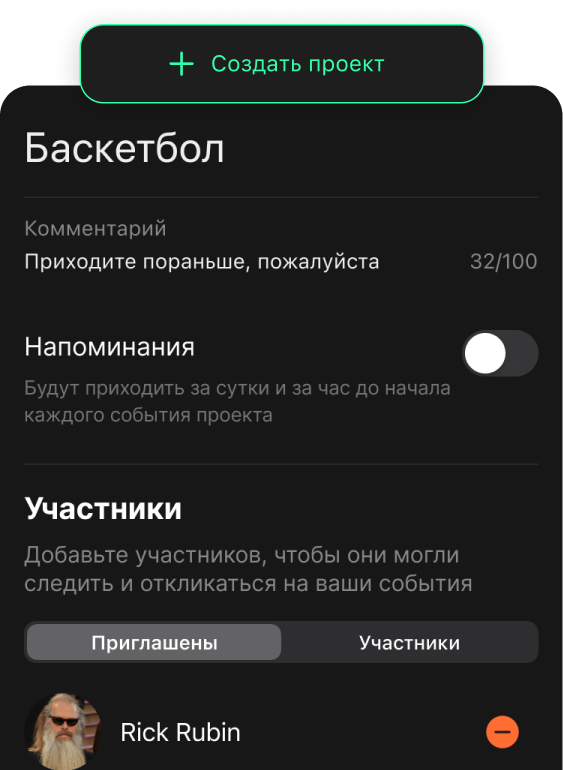 Создать проект
Баскетбол
Комментарий
Приходите пораньше, пожалуйста 32/100
Напоминания
Будут приходить за сутки и за час до начала
каждого события проекта
Участники
Добавьте участников, чтобы они могли
следить и откликаться на ваши события
Приглашены Участники
Rick Rubin